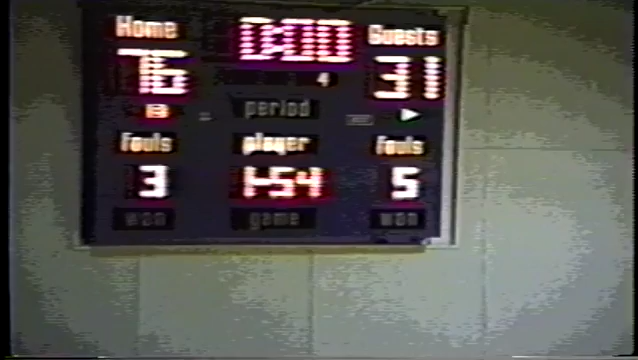 Home 0:00 Guests
76 31
4
B period
fouls player fouls
3 1-54 5
won game won